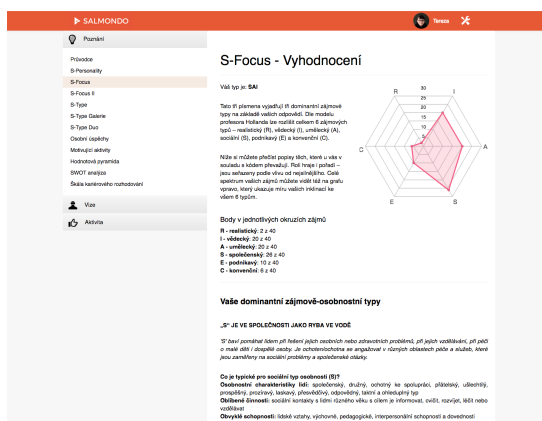 SALMONDO
Tereza
Poznání
Průvodce
S-Personality
S-Focus
S-Focus II
S-Type
S-Type Galerie
S-Type Duo
Osobní úspěchy
Motivující aktivity
Hodnotová pyramida
SWOT analýza
Škála kariérového rozhodování
Vize
Aktivita
S-Focus - Vyhodnocení
Váš typ je: SAI
Tato tři písmena vyjadřují tři dominantní zájmové
typy na základě vašich odpovědí. Dle modelu
profesora Hollanda lze rozlišit celkem 6 zájmových
typů – realistický (R), vědecký (I), umělecký (A),
sociální (S), podnikavý (E) a konvenční (C).
Níže si můžete přečíst popisy těch, které u vás v
souladu s kódem převažují. Roli hraje i pořadí –
jsou seřazeny podle vlivu od nejsilnějšího. Celé
spektrum vašich zájmů můžete vidět též na grafu
vpravo, který ukazuje míru vašich inklinací ke
všem 6 typům.
R
I
A
S
E
C
30
25
20
15
10
5
Body v jednotlivých okruzích zájmů
R - realistický: 2 z 40
I - vědecký: 20 z 40
A - umělecký: 20 z 40
S - společenský: 26 z 40
E - podnikavý: 10 z 40
C - konvenční: 6 z 40
Vaše dominantní zájmově-osobnostní typy
„S“ JE VE SPOLEČNOSTI JAKO RYBA VE VODĚ
'S' baví pomáhat lidem při řešení jejich osobních nebo zdravotních problémů, při jejich vzdělávání, při péči
o malé děti i dospělé osoby. Je ochoten/ochotna se angažovat v různých oblastech péče a služeb, které
jsou zaměřeny na sociální problémy a společenské otázky.
Co je typické pro sociální typ osobnosti (S)?
Osobnostní charakteristiky lidí: společenský, družný, ochotný ke spolupráci, přátelský, ušlechtilý,
prospěšný, prozíravý, laskavý, přesvědčivý, odpovědný, taktní a ohleduplný typ
Oblíbené činnosti: sociální kontakty s lidmi různého věku s cílem je informovat, cvičit, rozvíjet, léčit nebo
vzdělávat
Obvyklé schopnosti: lidské vztahy, výchovné, pedagogické, interpersonální schopnosti a dovednosti